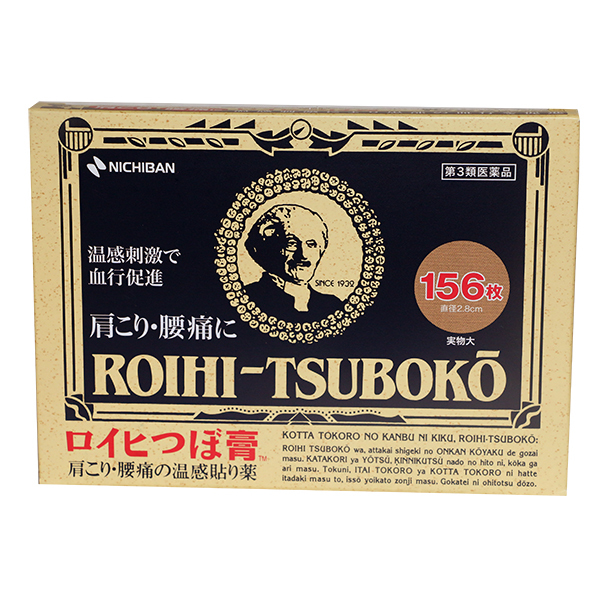 NICHIBAN
第3類医薬品
温感刺激で
血行促進
SINCE 1932
156枚
直径2.8cm
実物大
肩こり・腰痛に
ROIHI-TSUBOKŌ
ロイヒつぼ膏™
肩こり・腰痛の温感貼り薬
KOTTA TOKORO NO KANBU NI KIKU, ROIHI-TSUBOKŌ:
ROIHI TSUBOKŌ wa, attakai shigeki no ONKAN KŌYAKU de gozai
masu. KATAKORI ya YŌTSŪ, KINNIKUTSŪ nado no hito ni, kōka ga
ari masu. Tokuni, ITAI TOKORO ya KOTTA TOKORO ni hatte
itadaki masu to, issō yoikato zonji masu. Gokatei ni ohitotsu dōzo.